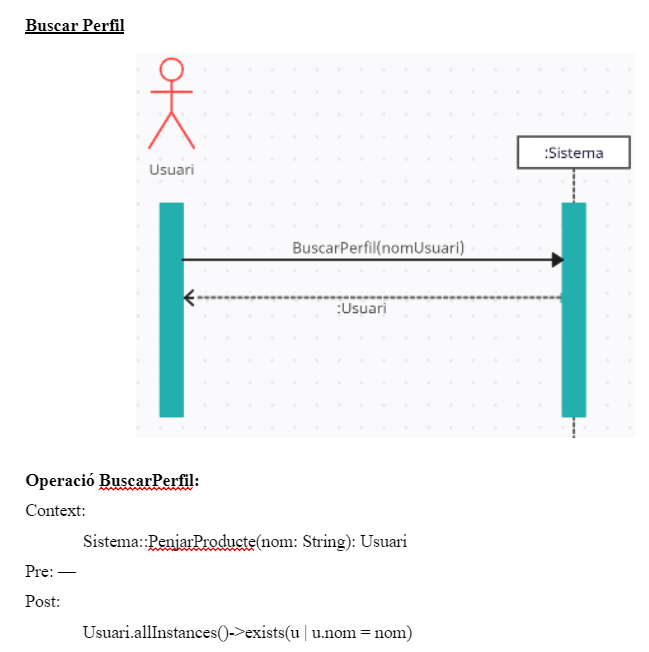 Buscar Perfil
Usuari
:Sistema
BuscarPerfil(nomUsuari)
:Usuari
Operació BuscarPerfil:
Context:
Sistema::PenjarProducte(nom: String): Usuari
Pre: —
Post:
Usuari.allInstances()->exists(u | u.nom = nom)